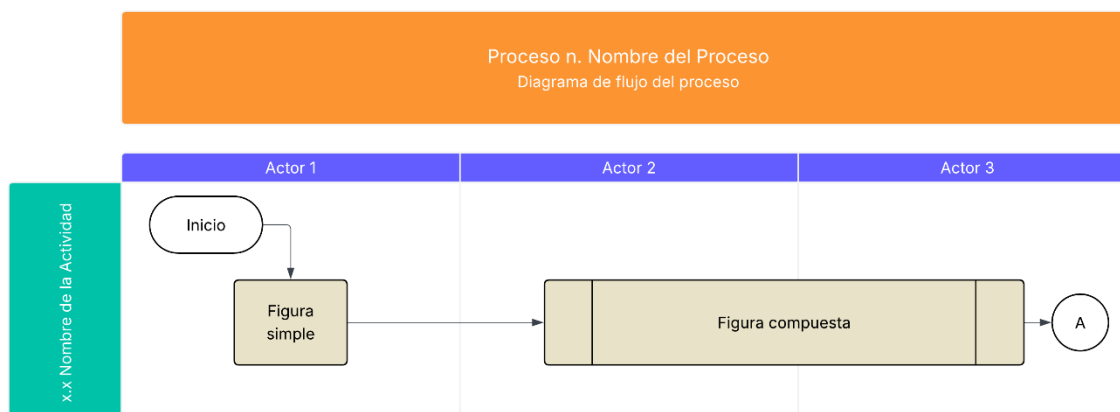 Proceso n. Nombre del Proceso
Diagrama de flujo del proceso
Actor 1
Actor 2
Actor 3
x.x Nombre de la Actividad
Inicio
Figura
simple
Figura compuesta
A